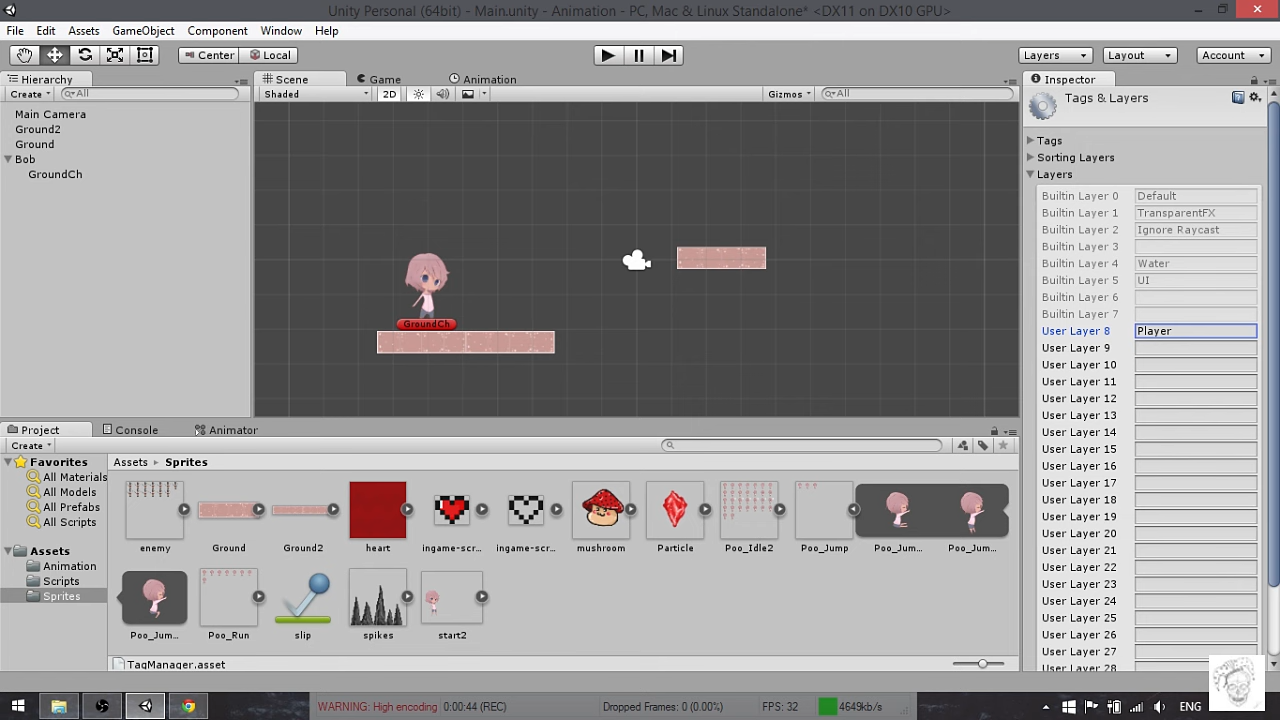 Unity Personal (64bit) - Main.unity - Animation - PC, Mac & Linux Standalone* <DX11 on DX10 GPU>
File Edit Assets GameObject Component Window Help
Center Local Layers Layout Account
Hierarchy Scene Game Animation Inspector
Create All Shaded 2D Gizmos All Tags & Layers
Main Camera
Ground2
Ground
Bob
GroundCh
GroundCh
Tags
Sorting Layers
Layers
Builtin Layer 0 Default
Builtin Layer 1 TransparentFX
Builtin Layer 2 Ignore Raycast
Builtin Layer 3
Builtin Layer 4 Water
Builtin Layer 5 UI
Builtin Layer 6
Builtin Layer 7
User Layer 8 Player
User Layer 9
User Layer 10
User Layer 11
User Layer 12
User Layer 13
User Layer 14
User Layer 15
User Layer 16
User Layer 17
User Layer 18
User Layer 19
User Layer 20
User Layer 21
User Layer 22
User Layer 23
User Layer 24
User Layer 25
User Layer 26
User Layer 27
User Layer 28
Project Console Animator
Create
Favorites
All Materials
All Models
All Prefabs
All Scripts
Assets
Animation
Scripts
Sprites
Assets Sprites
enemy Ground Ground2 heart ingame-scr... ingame-scr... mushroom Particle Poo_Idle2 Poo_Jump Poo_Jum... Poo_Jum...
Poo_Jum... Poo_Run slip spikes start2
TagManager.asset
WARNING: High encoding 0:00:44 (REC) Dropped Frames: 0 (0.00%) FPS: 32 4649kb/s ENG